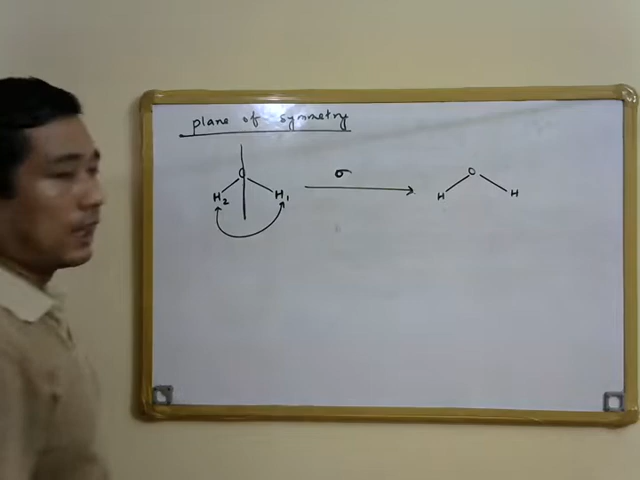 plane of symmetry
O σ O
H2 H1 H H